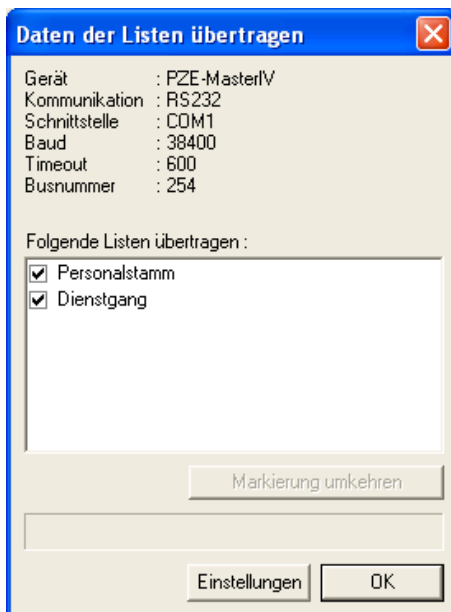 Daten der Listen übertragen
Gerät : PZE-MasterIV
Kommunikation : RS232
Schnittstelle : COM1
Baud : 38400
Timeout : 600
Busnummer : 254
Folgende Listen übertragen :
Personalstamm
Dienstgang
Markierung umkehren
Einstellungen OK